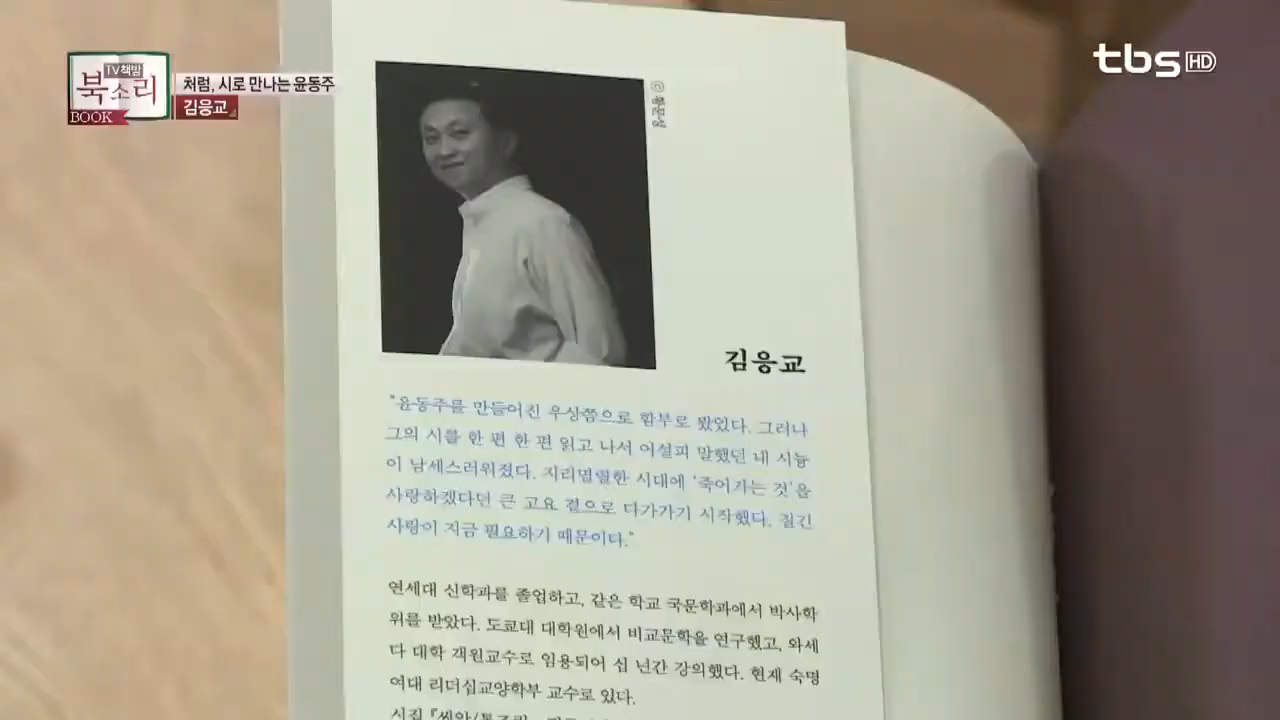 TV책방
북소리
BOOK
처럼, 시로 만나는 윤동주
김응교
tbs HD
김응교
"윤동주를 만들어진 우상쯤으로 함부로 봤었다. 그러나
그의 시를 한 편 한 편 읽고 나서 어설피 말했던 내 시늉
이 남세스러워졌다. 지리멸렬한 시대에 '죽어가는 것'을
사랑하겠다던 큰 고요 곁으로 다가가기 시작했다. 질긴
사랑이 지금 필요하기 때문이다."
연세대 신학과를 졸업하고, 같은 학교 국문학과에서 박사학
위를 받았다. 도쿄대 대학원에서 비교문학을 연구했고, 와세
다 대학 객원교수로 임용되어 십 년간 강의했다. 현재 숙명
여대 리더십교양학부 교수로 있다.
시집 『씨앗/통조림